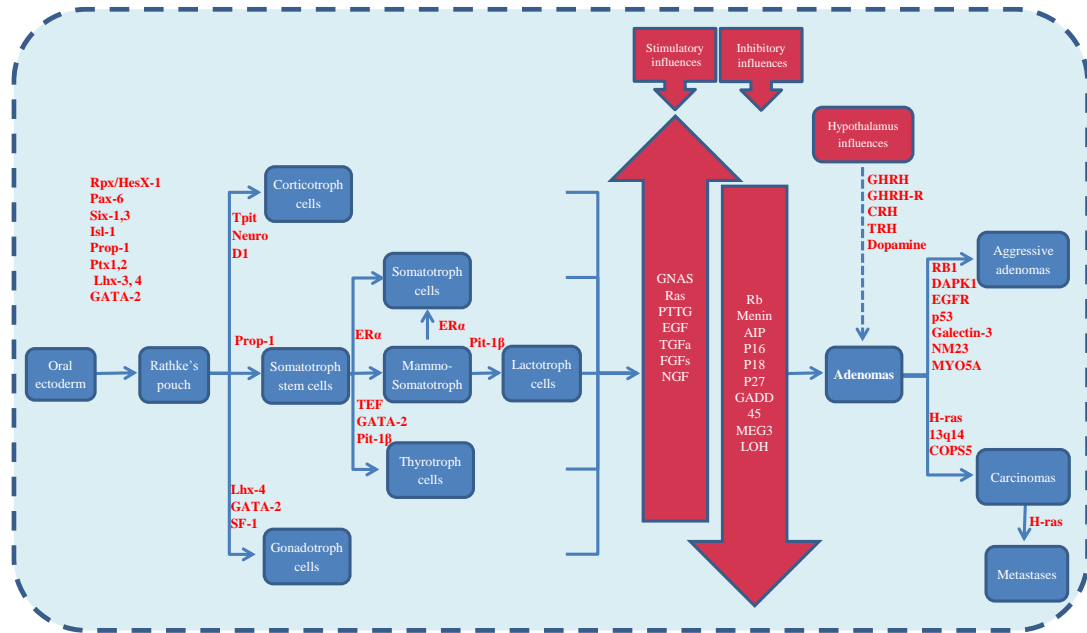 Stimulatory
influences
Inhibitory
influences
Hypothalamus
influences
Rpx/HesX-1
Pax-6
Six-1,3
Isl-1
Prop-1
Ptx1,2
Lhx-3, 4
GATA-2
Oral
ectoderm
Rathke's
pouch
Tpit
Neuro
D1
Prop-1
Lhx-4
GATA-2
SF-1
Corticotroph
cells
Somatotroph
stem cells
Gonadotroph
cells
ERα
TEF
GATA-2
Pit-1β
Somatotroph
cells
ERα
Mammo-
Somatotroph
Thyrotroph
cells
Pit-1β
Lactotroph
cells
GNAS
Ras
PTTG
EGF
TGFa
FGFs
NGF
Rb
Menin
AIP
P16
P18
P27
GADD
45
MEG3
LOH
GHRH
GHRH-R
CRH
TRH
Dopamine
Adenomas
RB1
DAPK1
EGFR
p53
Galectin-3
NM23
MYO5A
H-ras
13q14
COPS5
Aggressive
adenomas
Carcinomas
H-ras
Metastases